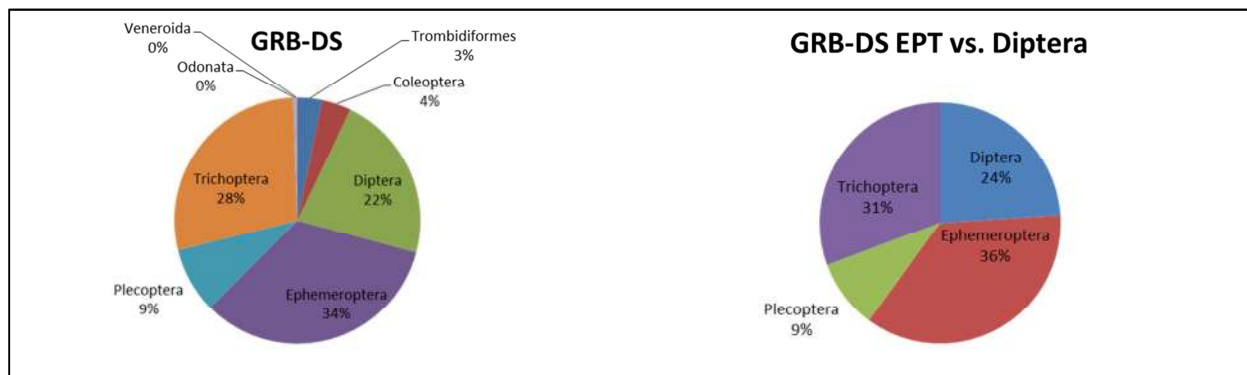 GRB-DS
Veneroida
0%
Odonata
0%
Trombidiformes
3%
Coleoptera
4%
Diptera
22%
Ephemeroptera
34%
Plecoptera
9%
Trichoptera
28%
GRB-DS EPT vs. Diptera
Diptera
24%
Ephemeroptera
36%
Plecoptera
9%
Trichoptera
31%